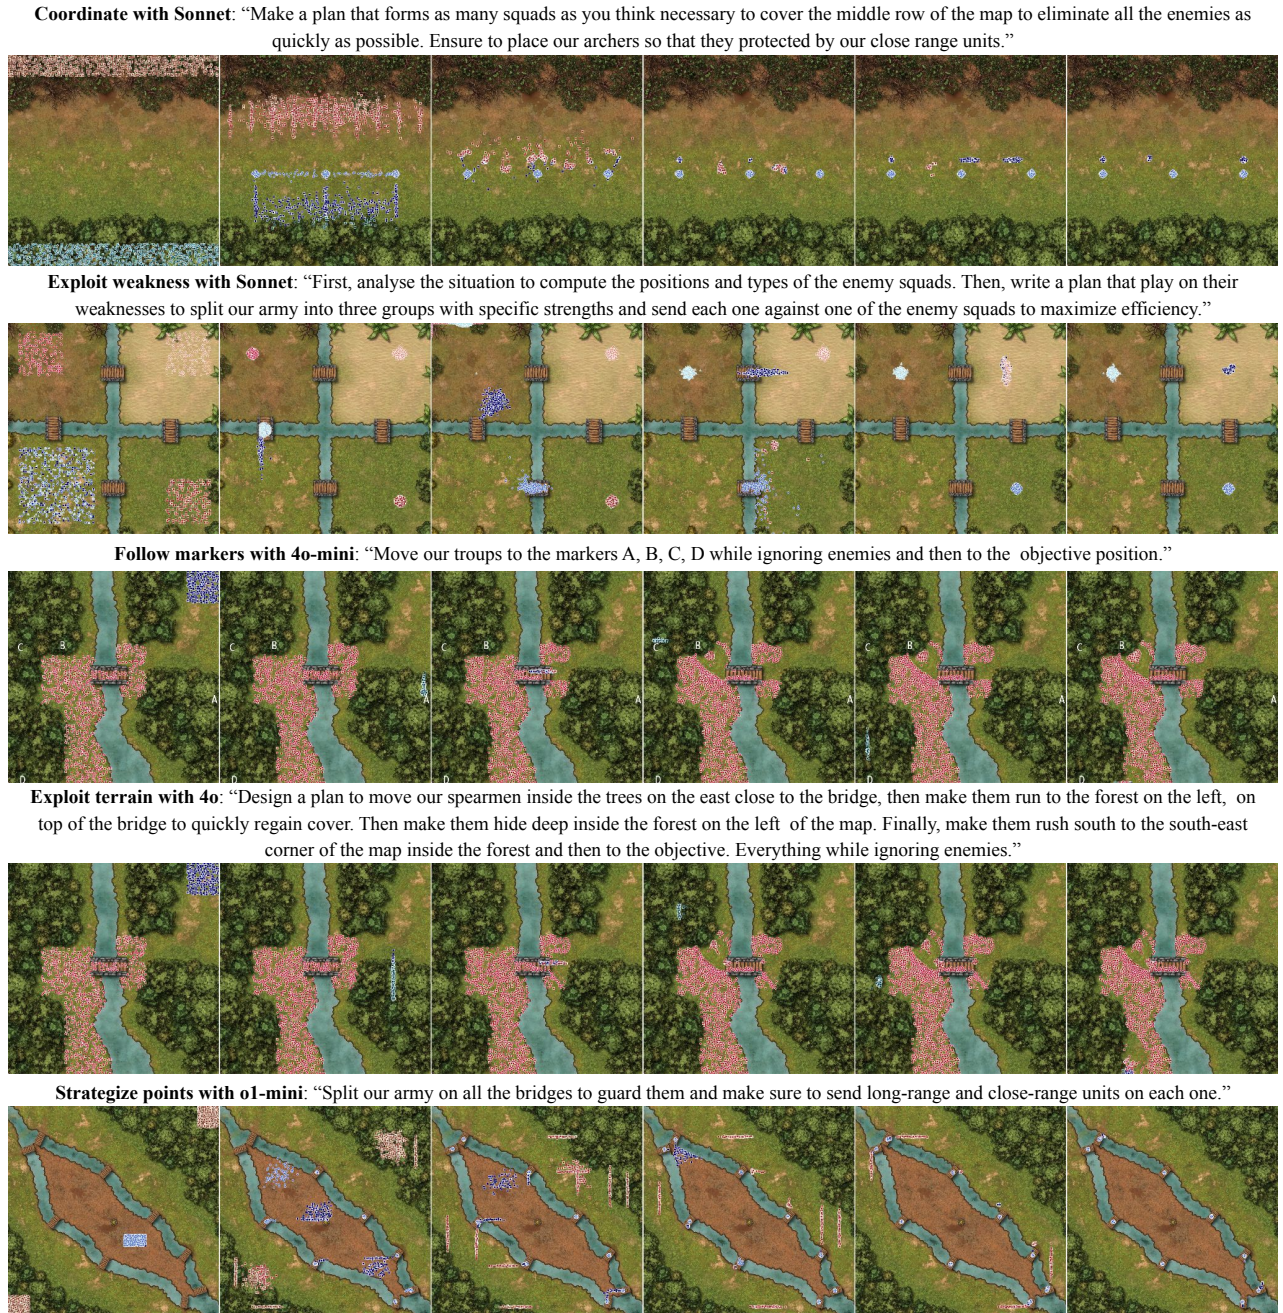 Coordinate with Sonnet: “Make a plan that forms as many squads as you think necessary to cover the middle row of the map to eliminate all the enemies as
quickly as possible. Ensure to place our archers so that they protected by our close range units.”
Exploit weakness with Sonnet: “First, analyse the situation to compute the positions and types of the enemy squads. Then, write a plan that play on their
weaknesses to split our army into three groups with specific strengths and send each one against one of the enemy squads to maximize efficiency.”
Follow markers with 4o-mini: “Move our troups to the markers A, B, C, D while ignoring enemies and then to the objective position.”
C B A D
C B A D
C B A D
C B A D
C B A D
C B A D
Exploit terrain with 4o: “Design a plan to move our spearmen inside the trees on the east close to the bridge, then make them run to the forest on the left, on
top of the bridge to quickly regain cover. Then make them hide deep inside the forest on the left of the map. Finally, make them rush south to the south-east
corner of the map inside the forest and then to the objective. Everything while ignoring enemies.”
Strategize points with o1-mini: “Split our army on all the bridges to guard them and make sure to send long-range and close-range units on each one.”